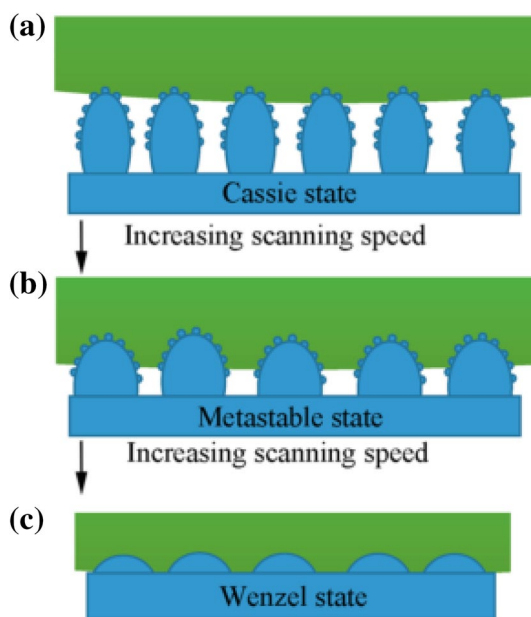 (a)
Cassie state
Increasing scanning speed
(b)
Metastable state
Increasing scanning speed
(c)
Wenzel state